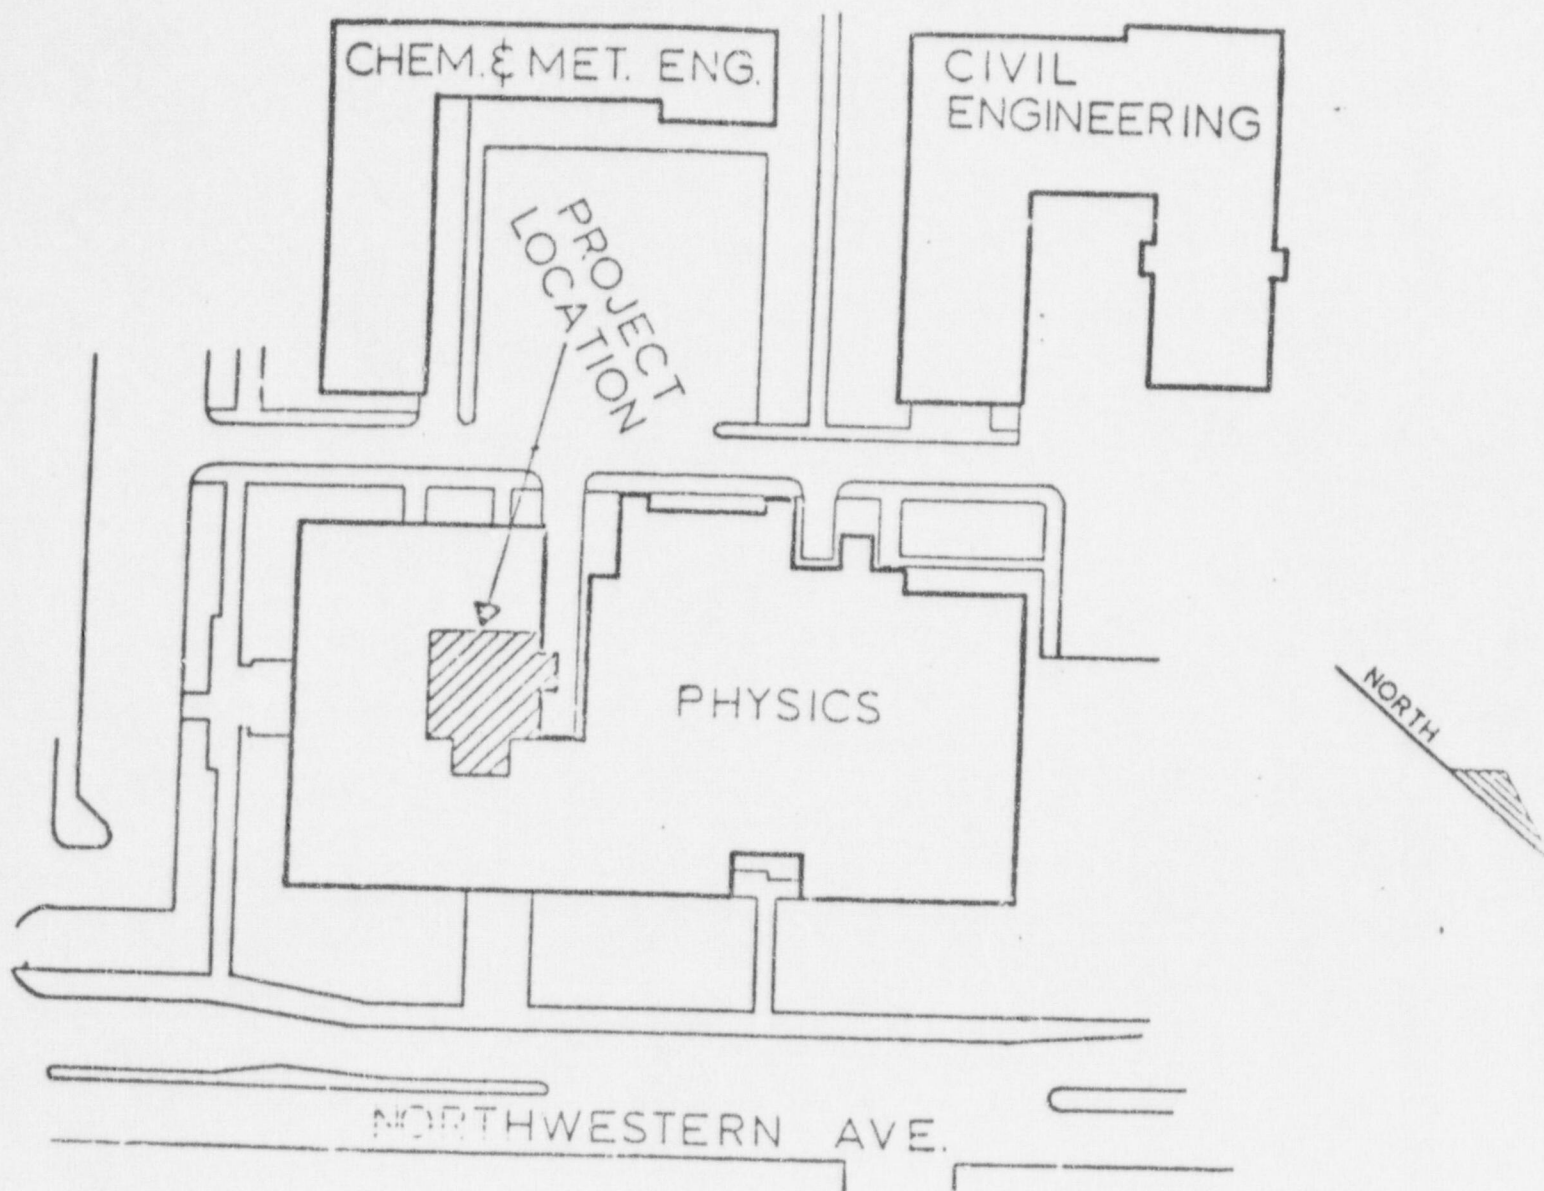 CHEM. & MET. ENG.
CIVIL
ENGINEERING
PROJECT
LOCATION
PHYSICS
NORTH
NORTHWESTERN AVE.